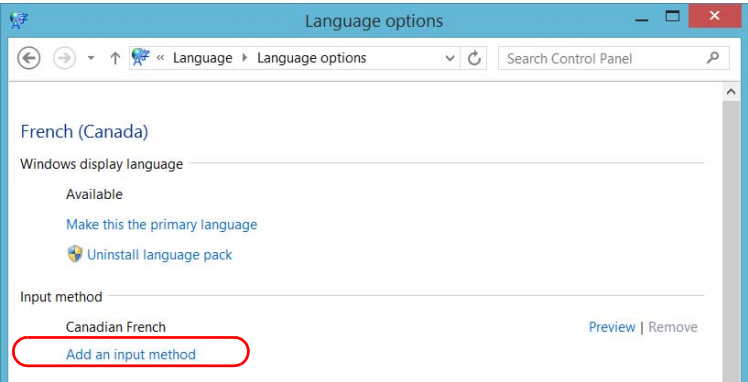 Language options
« Language Language options
Search Control Panel
French (Canada)
Windows display language
Available
Make this the primary language
Uninstall language pack
Input method
Canadian French Preview | Remove
Add an input method